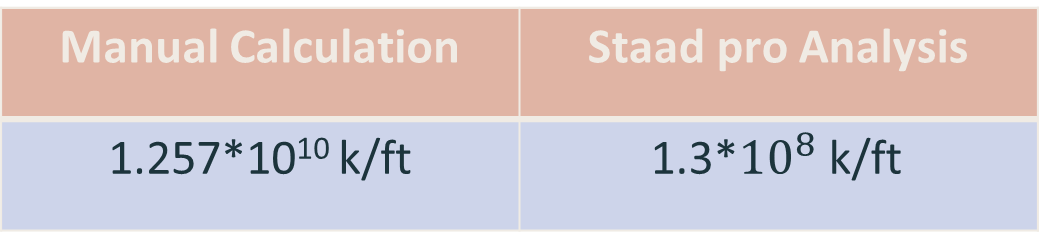 Manual Calculation
Staad pro Analysis
1.257*10¹⁰ k/ft
1.3*10⁸ k/ft